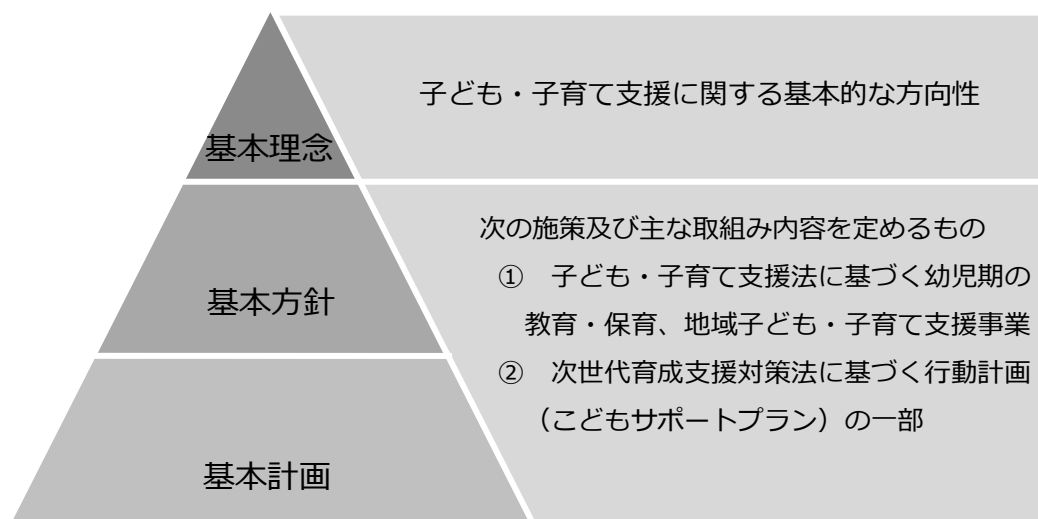 子ども・子育て支援に関する基本的な方向性
基本理念
次の施策及び主な取組み内容を定めるもの
① 子ども・子育て支援法に基づく幼児期の
教育・保育、地域子ども・子育て支援事業
② 次世代育成支援対策法に基づく行動計画
（こどもサポートプラン）の一部
基本方針
基本計画